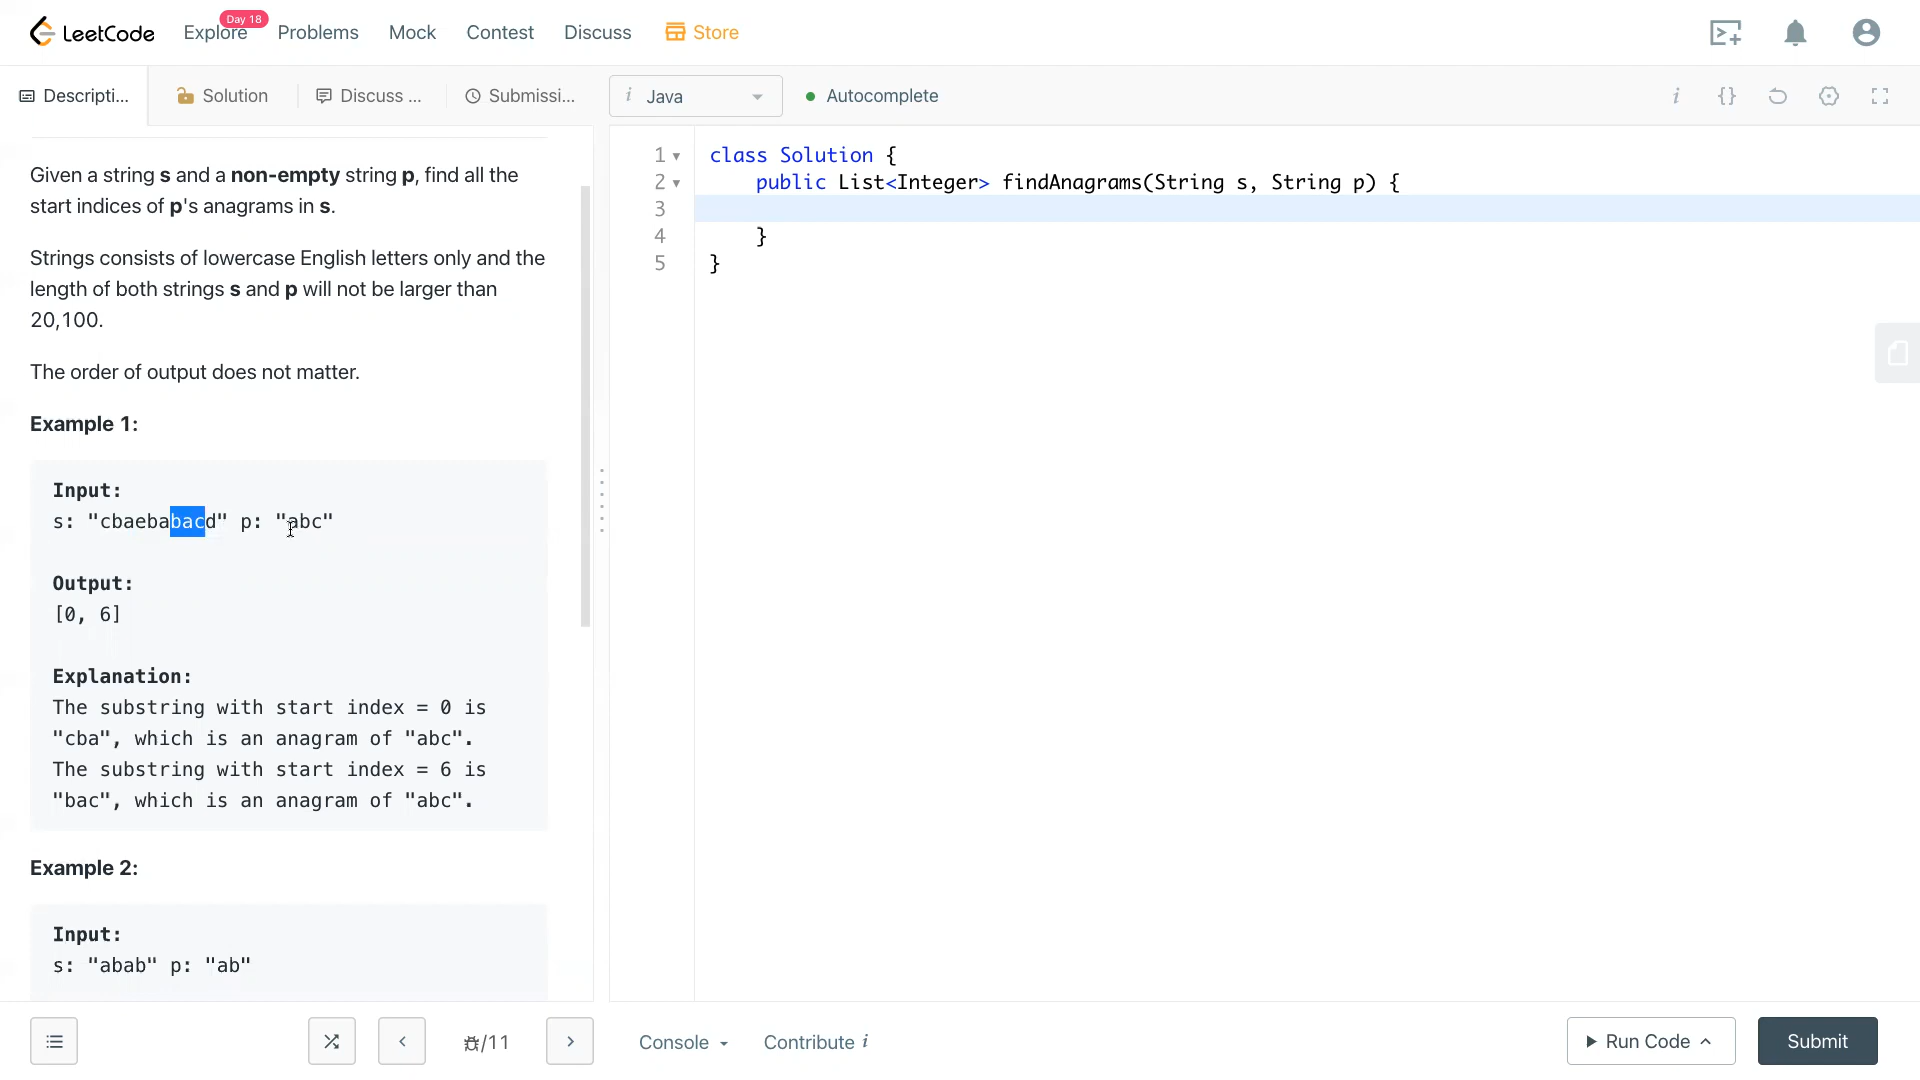 LeetCode
Explore
Day 18
Problems
Mock
Contest
Discuss
Store
Descripti...
Solution
Discuss ...
Submissi...
i Java
Autocomplete
i
{}
Given a string s and a non-empty string p, find all the
start indices of p's anagrams in s.
Strings consists of lowercase English letters only and the
length of both strings s and p will not be larger than
20,100.
The order of output does not matter.
Example 1:
Input:
s: "cbaebabacd" p: "abc"
Output:
[0, 6]
Explanation:
The substring with start index = 0 is
"cba", which is an anagram of "abc".
The substring with start index = 6 is
"bac", which is an anagram of "abc".
Example 2:
Input:
s: "abab" p: "ab"
1 class Solution {
2 public List<Integer> findAnagrams(String s, String p) {
3
4 }
5 }
/11
Console
Contribute i
Run Code
Submit